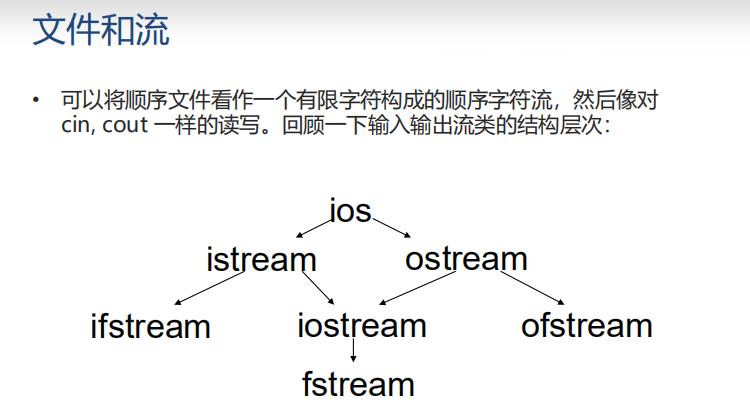 文件和流
• 可以将顺序文件看作一个有限字符构成的顺序字符流，然后像对
cin, cout 一样的读写。回顾一下输入输出流类的结构层次：
ios
istream ostream
ifstream iostream ofstream
fstream